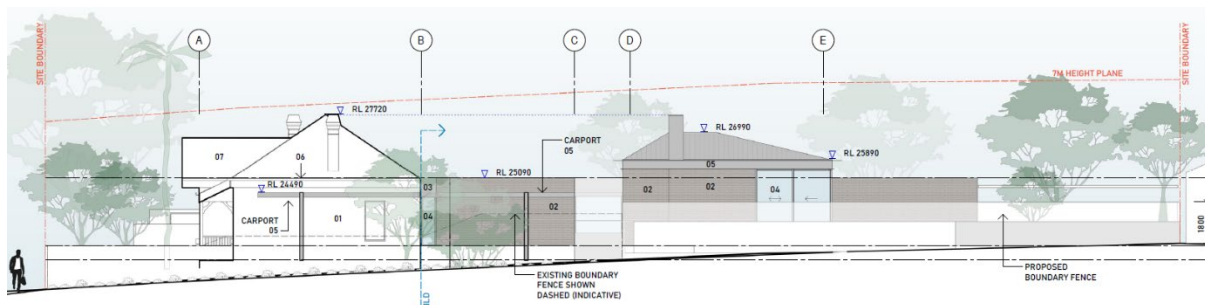 A
B
C
D
E
SITE BOUNDARY
SITE BOUNDARY
7M HEIGHT PLANE
RL 27720
RL 26990
RL 25890
RL 25090
RL 24490
CARPORT
05
07
06
05
03
02
02
04
04
02
01
CARPORT
05
EXISTING BOUNDARY
FENCE SHOWN
DASHED (INDICATIVE)
PROPOSED
BOUNDARY FENCE
1800